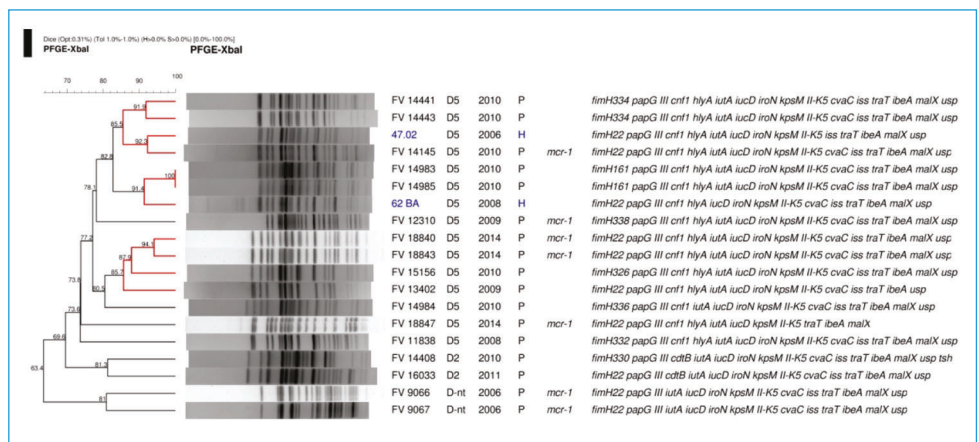 Dice (Opt:0.31%) (Tol 1.0%-1.0%) (H>0.0% S>0.0%) [0.0%-100.0%]
PFGE-XbaI PFGE-XbaI
70 80 90 100
FV 14441 D5 2010 P fimH334 papG III cnf1 hlyA iutA iucD iroN kpsM II-K5 cvaC iss traT ibeA malX usp
91.9
FV 14443 D5 2010 P fimH334 papG III cnf1 hlyA iutA iucD iroN kpsM II-K5 cvaC iss traT ibeA malX usp
85.5
47.02 D5 2006 H fimH22 papG III cnf1 hlyA iutA iucD iroN kpsM II-K5 iss traT ibeA malX usp
92.3
FV 14145 D5 2010 P mcr-1 fimH22 papG III cnf1 hlyA iutA iucD iroN kpsM II-K5 cvaC iss traT ibeA malX usp
82.8
FV 14983 D5 2010 P fimH161 papG III cnf1 hlyA iutA iucD iroN kpsM II-K5 cvaC iss traT ibeA malX usp
100
FV 14985 D5 2010 P fimH161 papG III cnf1 hlyA iutA iucD iroN kpsM II-K5 cvaC iss traT ibeA malX usp
78.1 91.4
62 BA D5 2008 H fimH22 papG III cnf1 hlyA iucD iroN kpsM II-K5 cvaC iss traT ibeA malX usp
FV 12310 D5 2009 P mcr-1 fimH338 papG III cnf1 hlyA iutA iucD iroN kpsM II-K5 cvaC iss traT ibeA malX usp
77.2
FV 18840 D5 2014 P mcr-1 fimH22 papG III cnf1 hlyA iutA iucD iroN kpsM II-K5 cvaC iss traT ibeA malX usp
94.1
FV 18843 D5 2014 P mcr-1 fimH22 papG III cnf1 hlyA iutA iucD iroN kpsM II-K5 cvaC iss traT ibeA malX usp
85.7
FV 15156 D5 2010 P fimH326 papG III cnf1 hlyA iutA iucD iroN kpsM II-K5 cvaC iss traT ibeA malX usp
73.8 80.5
FV 13402 D5 2009 P fimH22 papG III cnf1 hlyA iutA iucD iroN kpsM II-K5 cvaC iss traT ibeA malX usp
FV 14984 D5 2010 P fimH336 papG III cnf1 iutA iucD iroN kpsM II-K5 cvaC iss traT ibeA malX usp
73.6
FV 18847 D5 2014 P mcr-1 fimH22 papG III cnf1 hlyA iutA iucD kpsM II-K5 traT ibeA malX
69.6
FV 11838 D5 2008 P fimH332 papG III cnf1 hlyA iutA iucD iroN kpsM II-K5 cvaC iss traT ibeA malX usp
FV 14408 D2 2010 P fimH330 papG III cdtB iutA iucD iroN kpsM II-K5 cvaC iss traT ibeA malX usp tsh
63.4 81.3
FV 16033 D2 2011 P fimH22 papG III cdtB iutA iucD iroN kpsM II-K5 cvaC iss traT ibeA malX usp
FV 9066 D-nt 2006 P mcr-1 fimH22 papG III iutA iucD iroN kpsM II-K5 cvaC iss traT ibeA malX usp
81
FV 9067 D-nt 2006 P mcr-1 fimH22 papG III iutA iucD iroN kpsM II-K5 cvaC iss traT ibeA malX usp